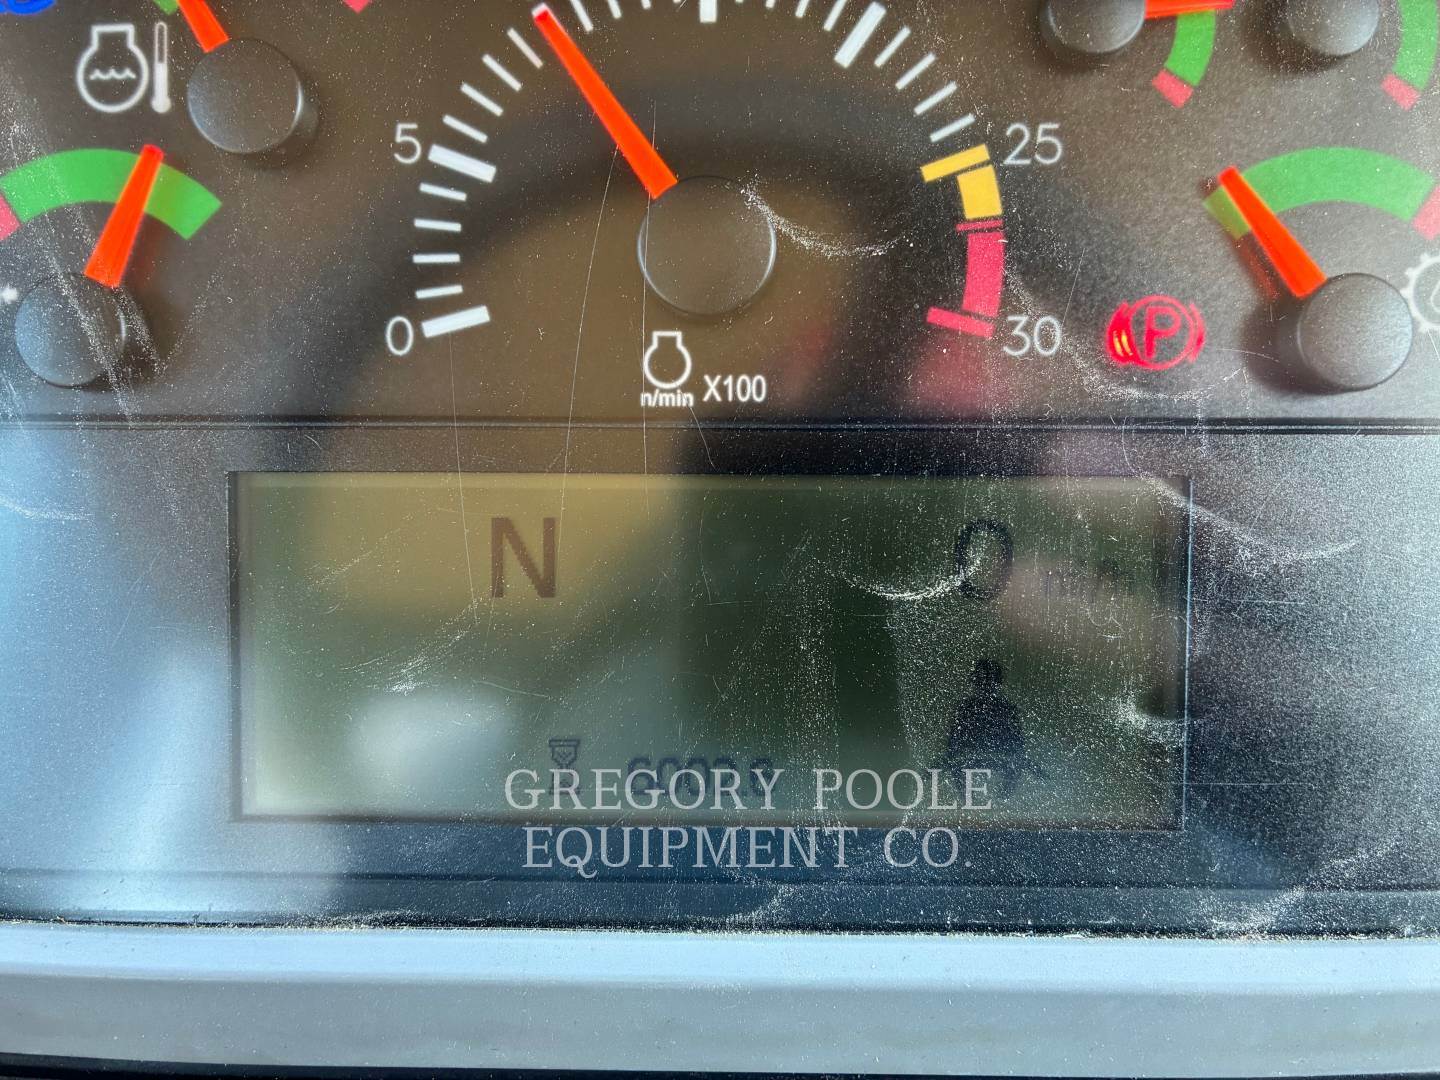 5
25
0
30
n/min X100
P
N
0
GREGORY POOLE
EQUIPMENT CO.